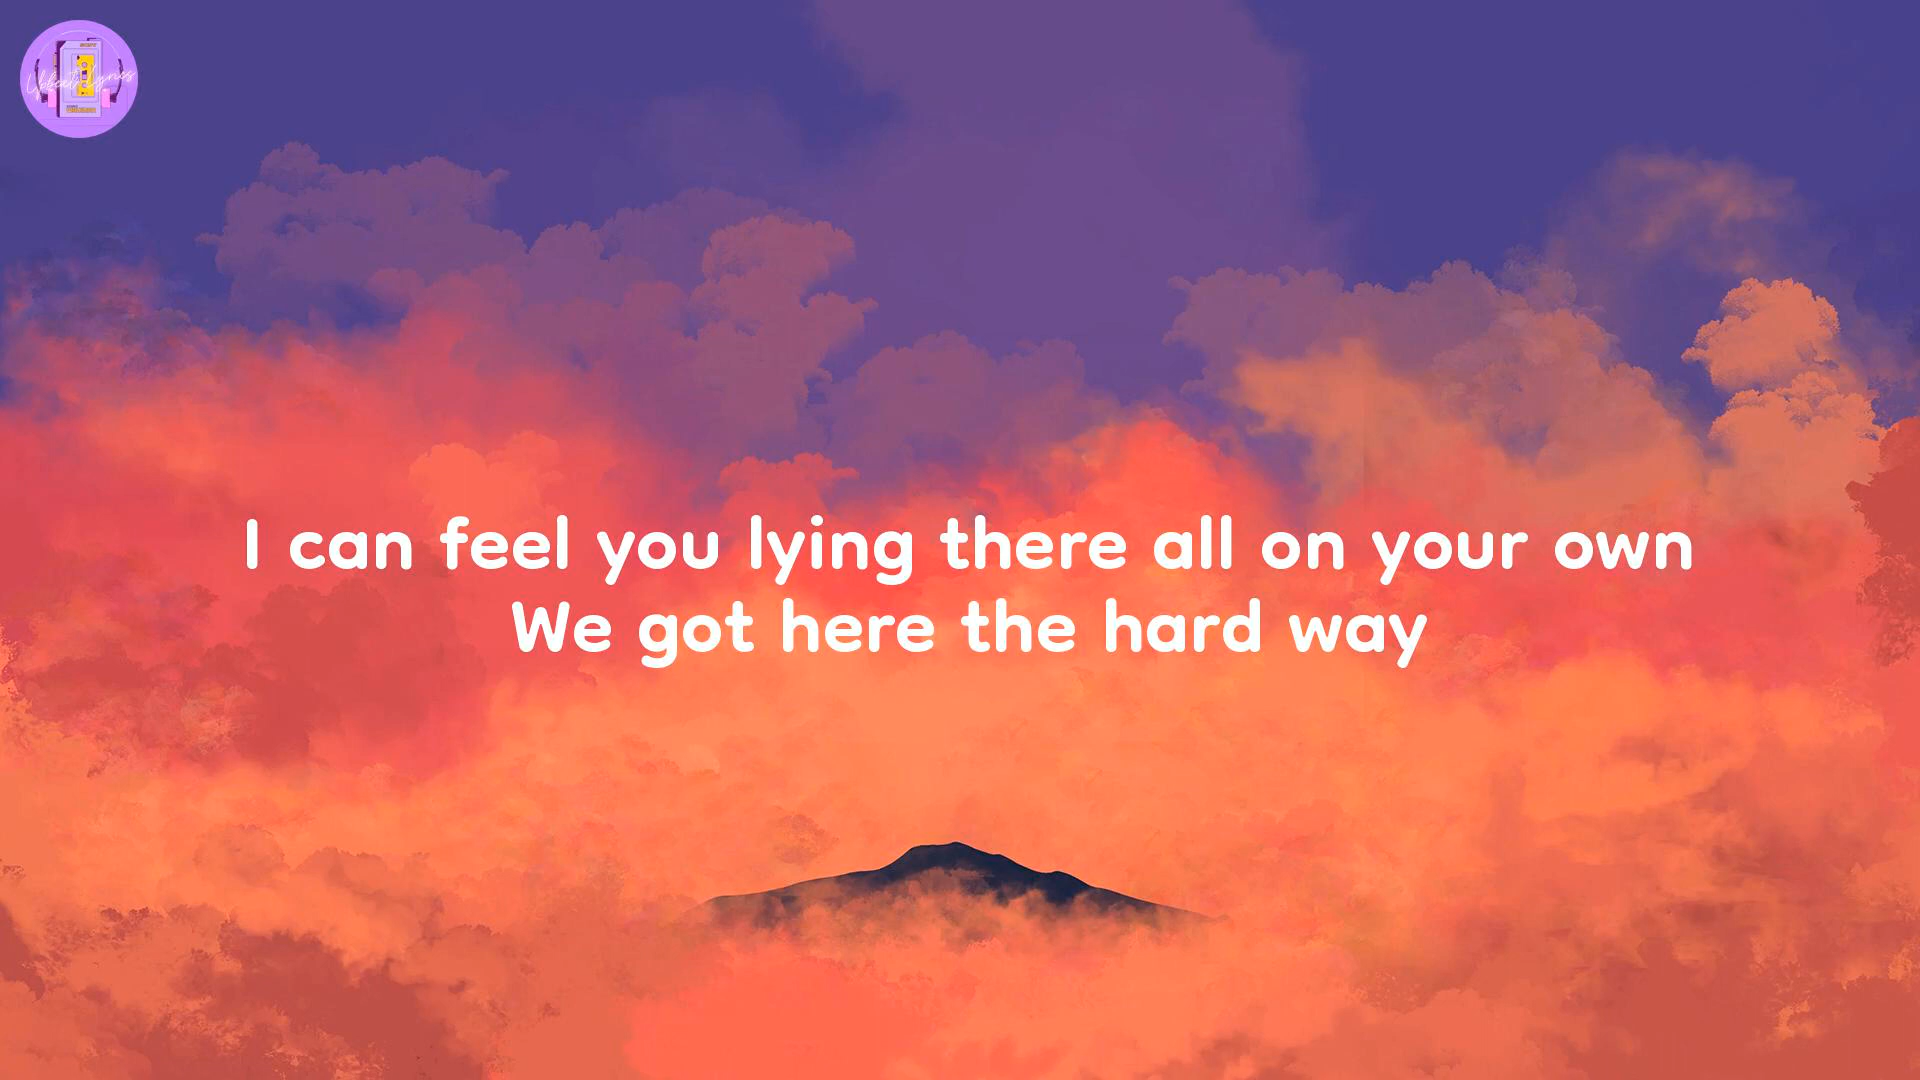 I can feel you lying there all on your own
We got here the hard way